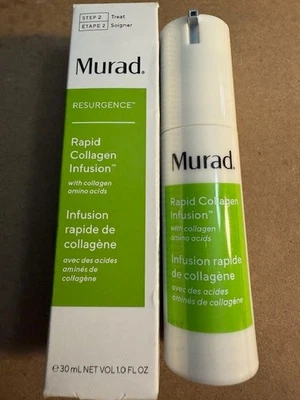 STEP 2 Treat
ÉTAPE 2 Soigner
Murad.
RESURGENCE™
Rapid
Collagen
Infusion™
with collagen
amino acids
Infusion
rapide de
collagène
avec des acides
aminés de
collagène
℮ 30 mL NET VOL 1.0 FL OZ
Murad.
Rapid Collagen
Infusion™
with collagen
amino acids
Infusion rapide
de collagène
avec des acides
aminés de collagène